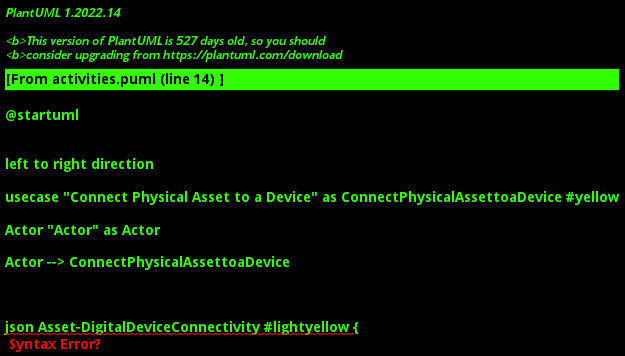 PlantUML 1.2022.14
<b>This version of PlantUML is 527 days old, so you should
<b>consider upgrading from https://plantuml.com/download
[From activities.puml (line 14) ]
@startuml
left to right direction
usecase "Connect Physical Asset to a Device" as ConnectPhysicalAssettoaDevice #yellow
Actor "Actor" as Actor
Actor --> ConnectPhysicalAssettoaDevice
json Asset-DigitalDeviceConnectivity #lightyellow {
Syntax Error?